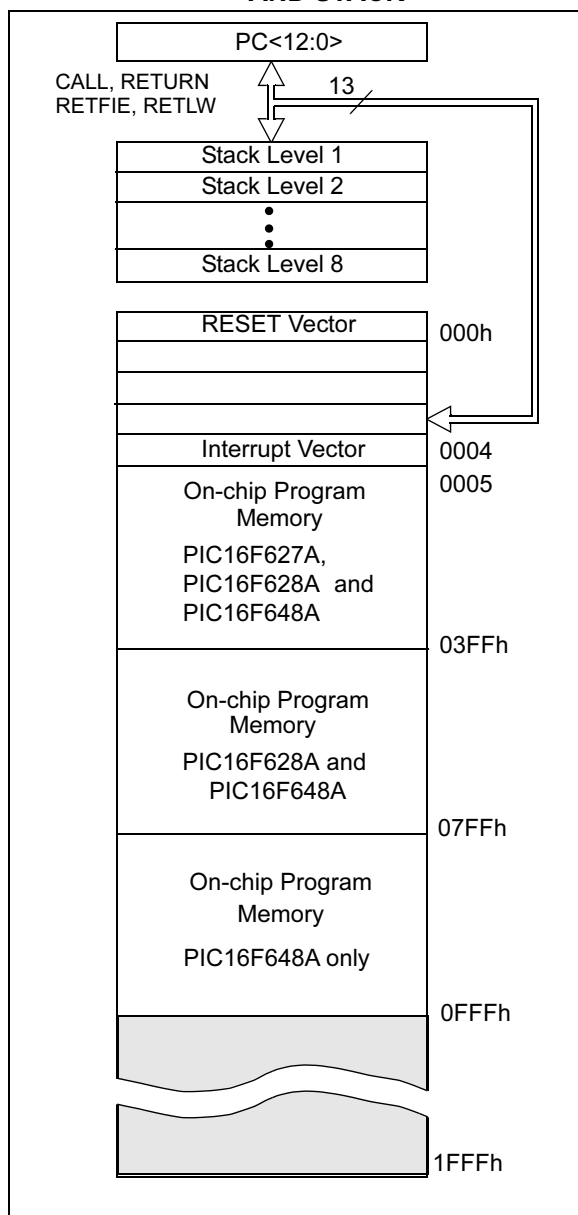 AND STACK
PC<12:0>
CALL, RETURN
RETFIE, RETLW
13
Stack Level 1
Stack Level 2
Stack Level 8
RESET Vector
000h
Interrupt Vector
0004
0005
On-chip Program
Memory
PIC16F627A,
PIC16F628A and
PIC16F648A
03FFh
On-chip Program
Memory
PIC16F628A and
PIC16F648A
07FFh
On-chip Program
Memory
PIC16F648A only
0FFFh
1FFFh